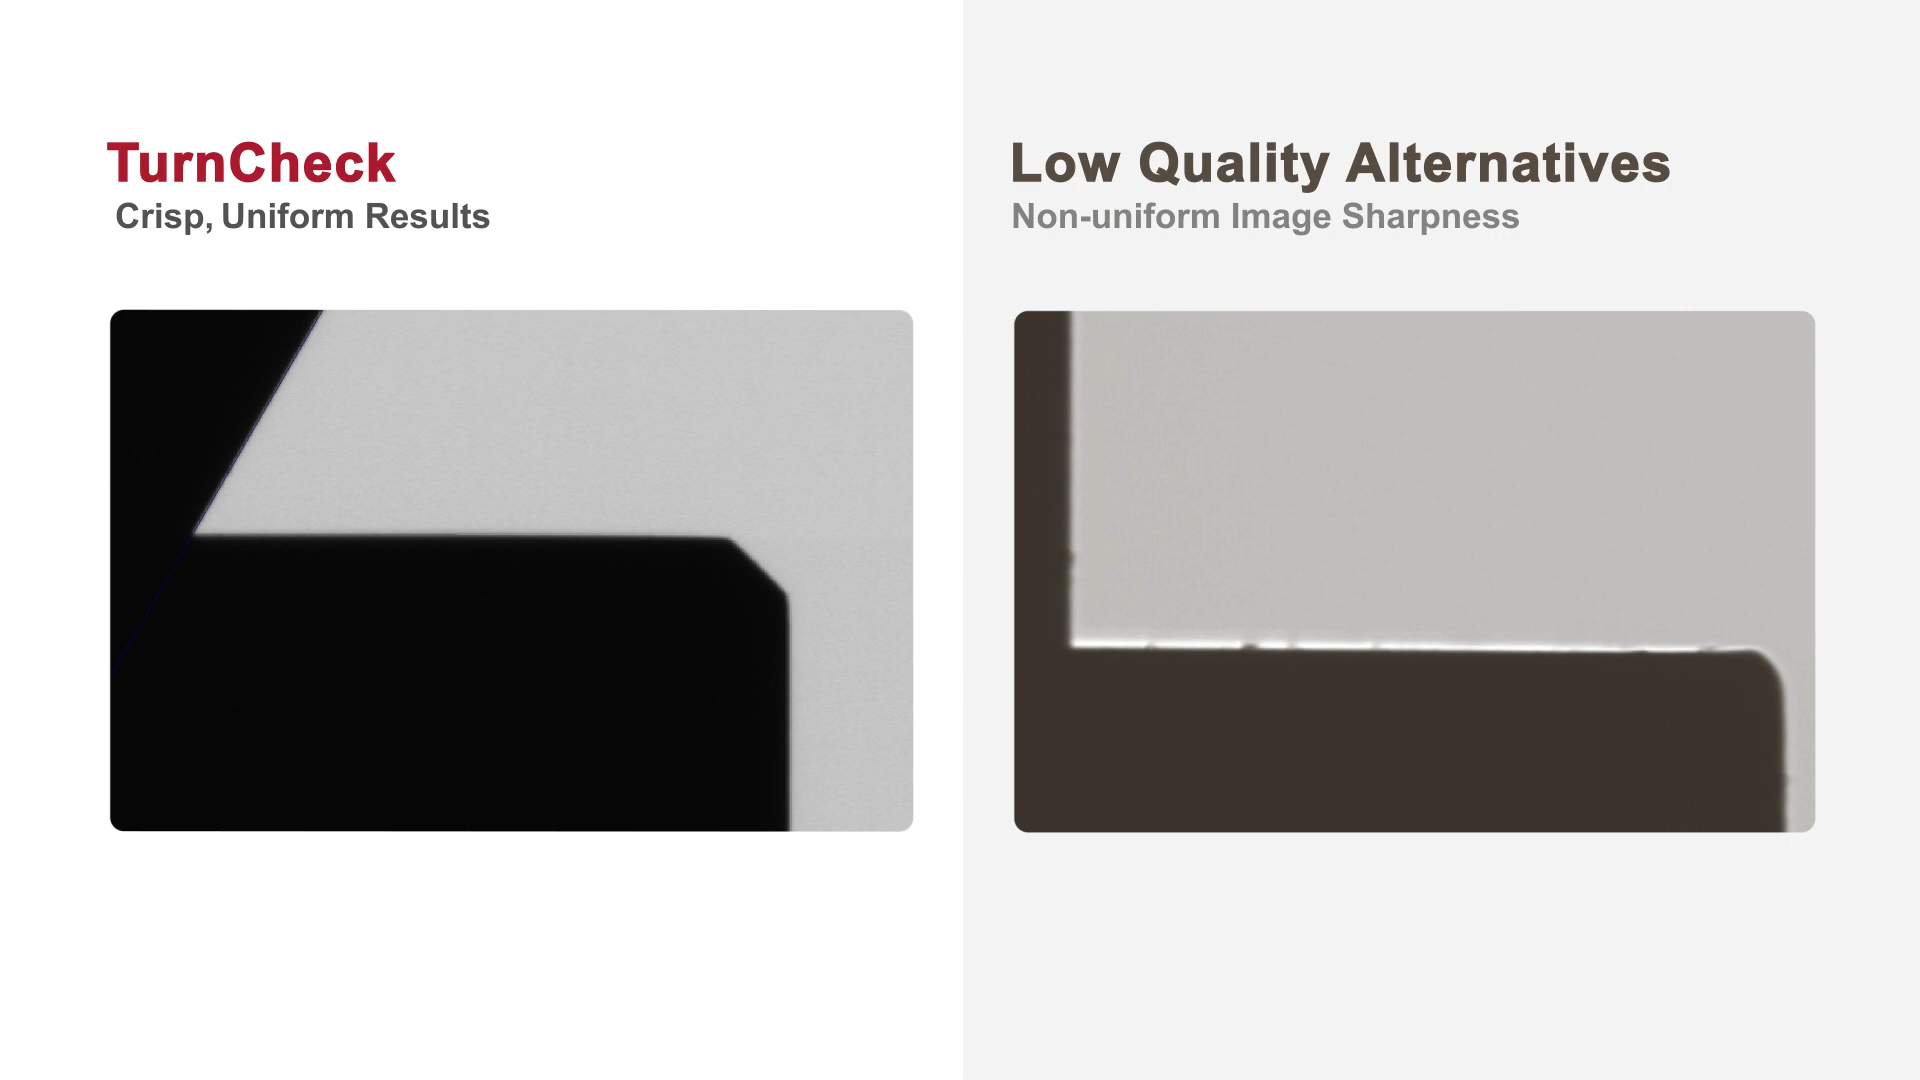 TurnCheck
Crisp, Uniform Results
Low Quality Alternatives
Non-uniform Image Sharpness